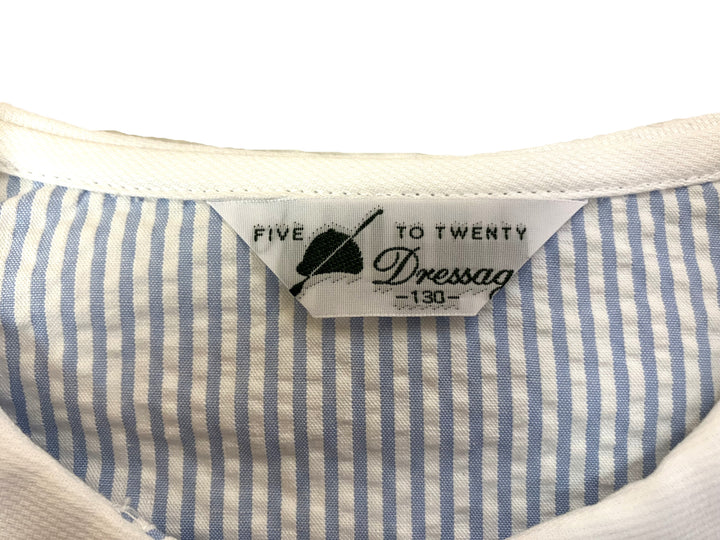 FIVE TO TWENTY
Dressag
-130-